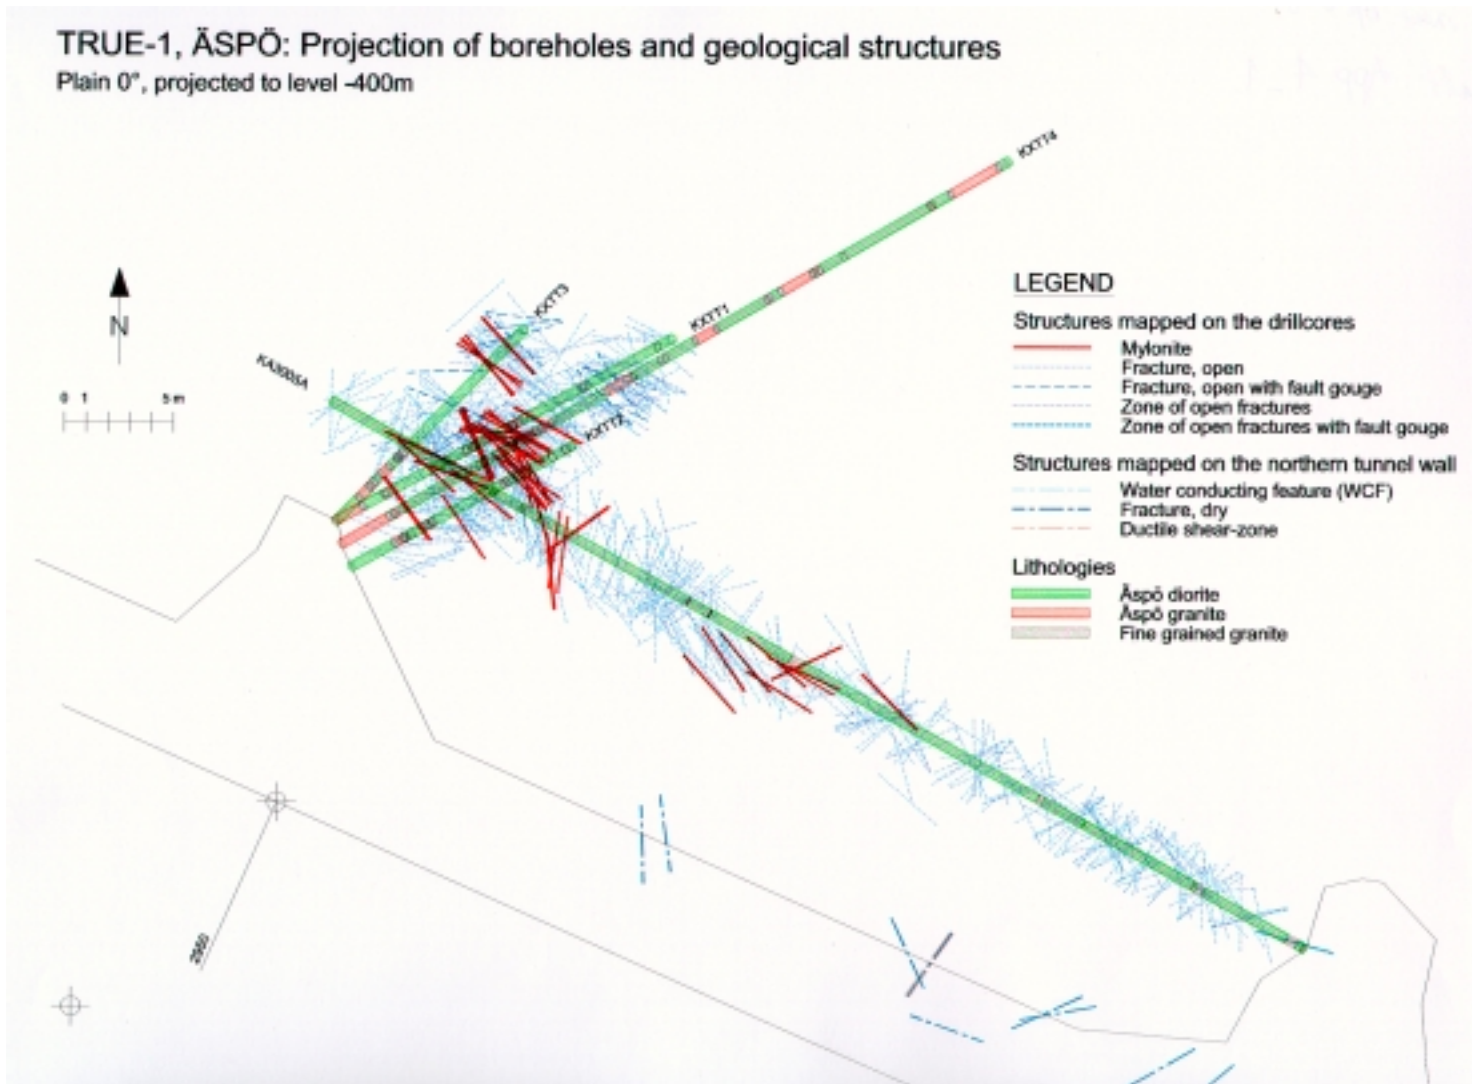 TRUE-1, ÄSPÖ: Projection of boreholes and geological structures
Plain 0°, projected to level -400m
KXTT4
N
0 1 5 m
KXTT3
KXTT1
KA3005A
KXTT2
LEGEND
Structures mapped on the drillcores
Mylonite
Fracture, open
Fracture, open with fault gouge
Zone of open fractures
Zone of open fractures with fault gouge
Structures mapped on the northern tunnel wall
Water conducting feature (WCF)
Fracture, dry
Ductile shear-zone
Lithologies
Äspö diorite
Äspö granite
Fine grained granite